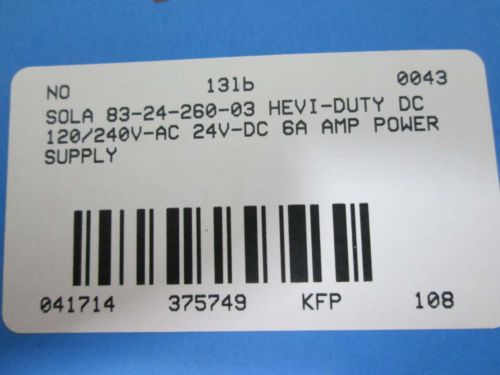 NO 13lb 0043
SOLA 83-24-260-03 HEVI-DUTY DC
120/240V-AC 24V-DC 6A AMP POWER
SUPPLY
041714 375749 KFP 108